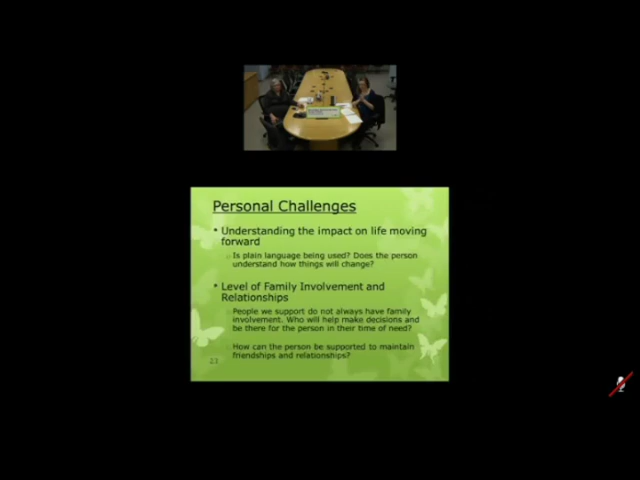 Personal Challenges
• Understanding the impact on life moving
forward
Is plain language being used? Does the person
understand how things will change?
• Level of Family Involvement and
Relationships
People we support do not always have family
involvement. Who will help make decisions and
be there for the person in their time of need?
How can the person be supported to maintain
friendships and relationships?
23